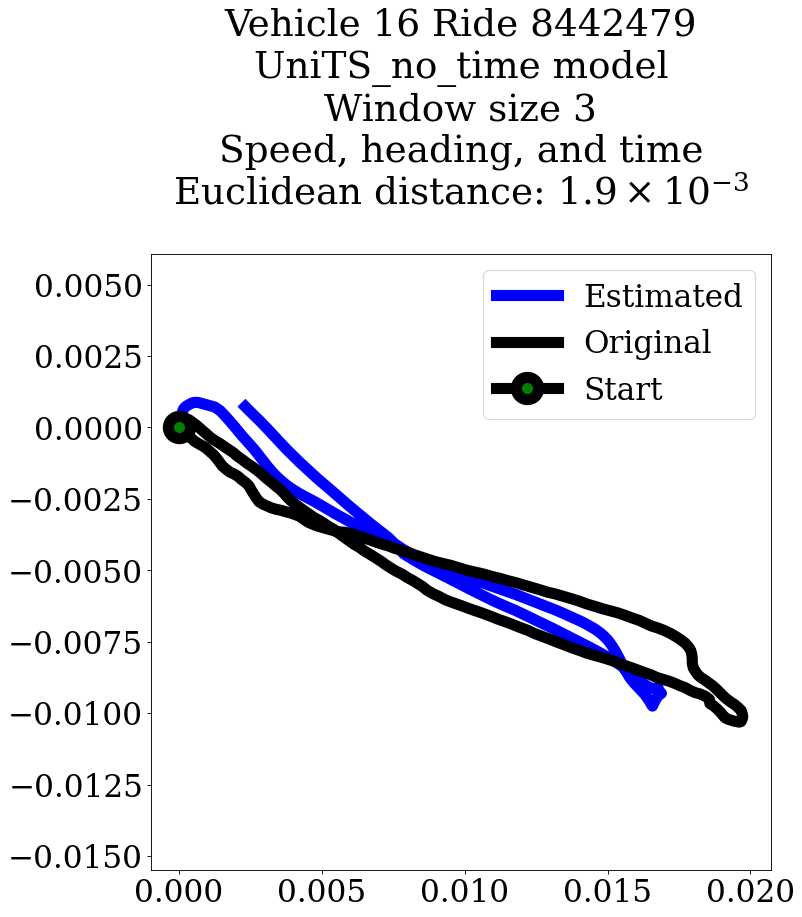 Vehicle 16 Ride 8442479
UniTS_no_time model
Window size 3
Speed, heading, and time
Euclidean distance: 1.9 × 10⁻³
Estimated
Original
Start
0.0050
0.0025
0.0000
−0.0025
−0.0050
−0.0075
−0.0100
−0.0125
−0.0150
0.000 0.005 0.010 0.015 0.020